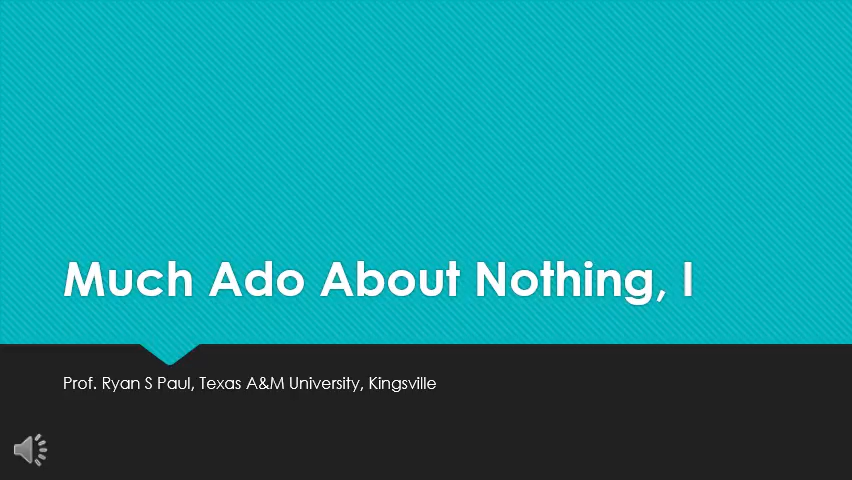 Much Ado About Nothing, I
Prof. Ryan S Paul, Texas A&M University, Kingsville